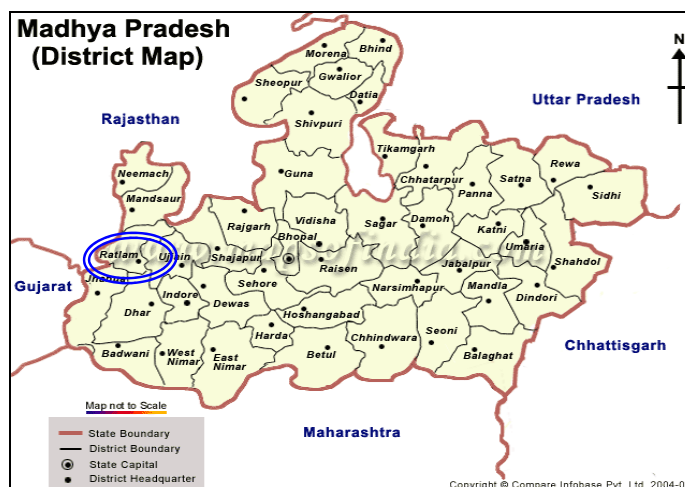 Madhya Pradesh
(District Map)
N
Rajasthan
Uttar Pradesh
Gujarat
Chhattisgarh
Maharashtra
Morena
Bhind
Gwalior
Sheopur
Datia
Shivpuri
Tikamgarh
Chhatarpur
Rewa
Satna
Panna
Sidhi
Neemach
Mandsaur
Guna
Rajgarh
Vidisha
Sagar
Damoh
Katni
Umaria
Shahdol
Ratlam
Ujjain
Shajapur
Bhopal
Raisen
Jabalpur
Mandla
Dindori
Jhabua
Indore
Dewas
Sehore
Narsimhapur
Dhar
Hoshangabad
Harda
Betul
Chhindwara
Seoni
Balaghat
Badwani
West
Nimar
East
Nimar
Map not to Scale
State Boundary
District Boundary
State Capital
District Headquarter
Copyright © Compare Infobase Pvt. Ltd. 2004-0